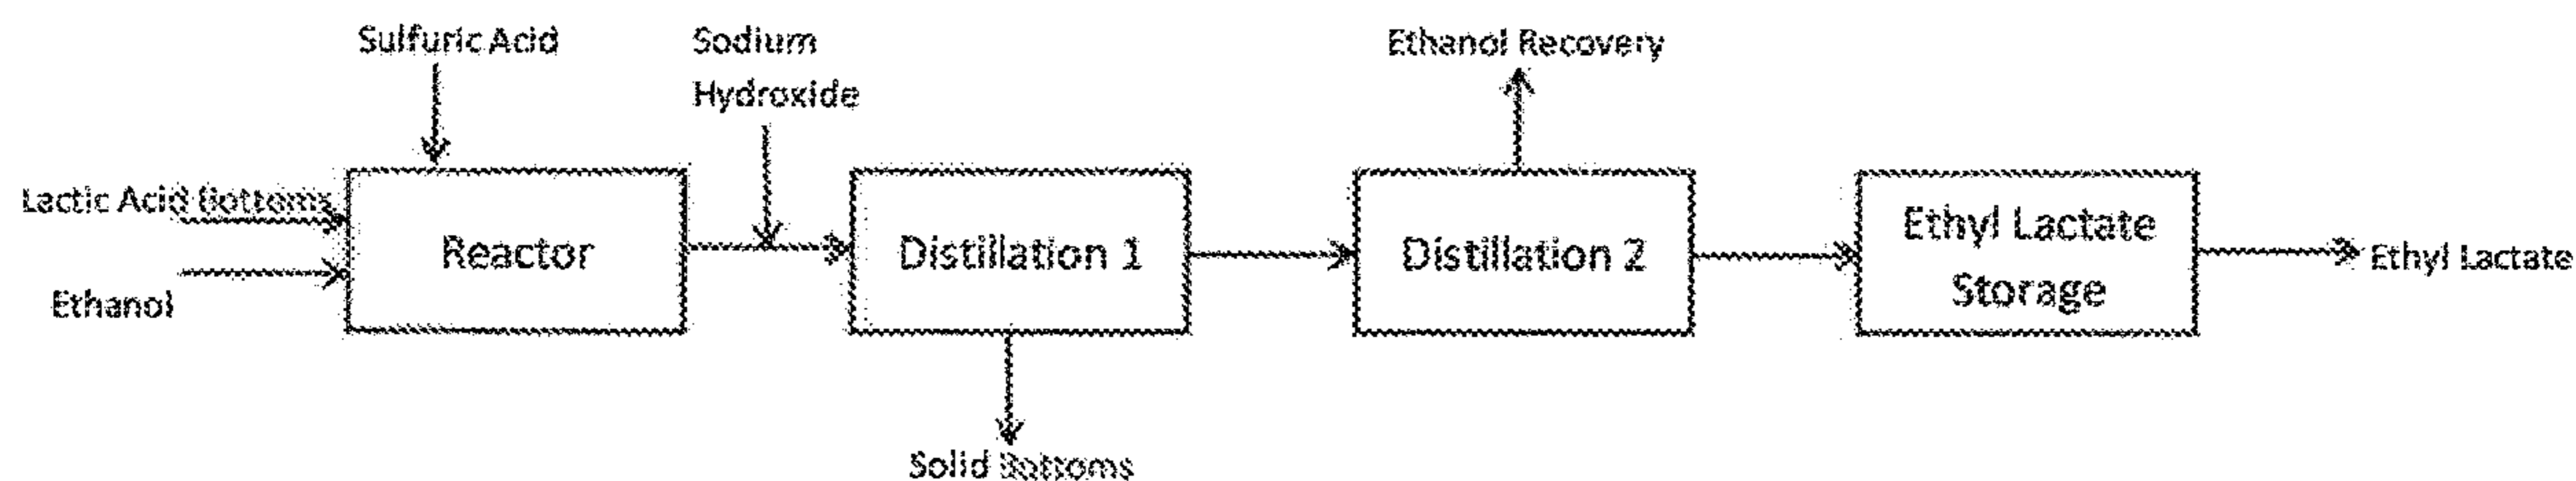 Sulfuric Acid
Sodium
Hydroxide
Ethanol Recovery
Lactic Acid Bottoms
Ethanol
Reactor
Distillation 1
Distillation 2
Ethyl Lactate
Storage
Ethyl Lactate
Solid Bottoms